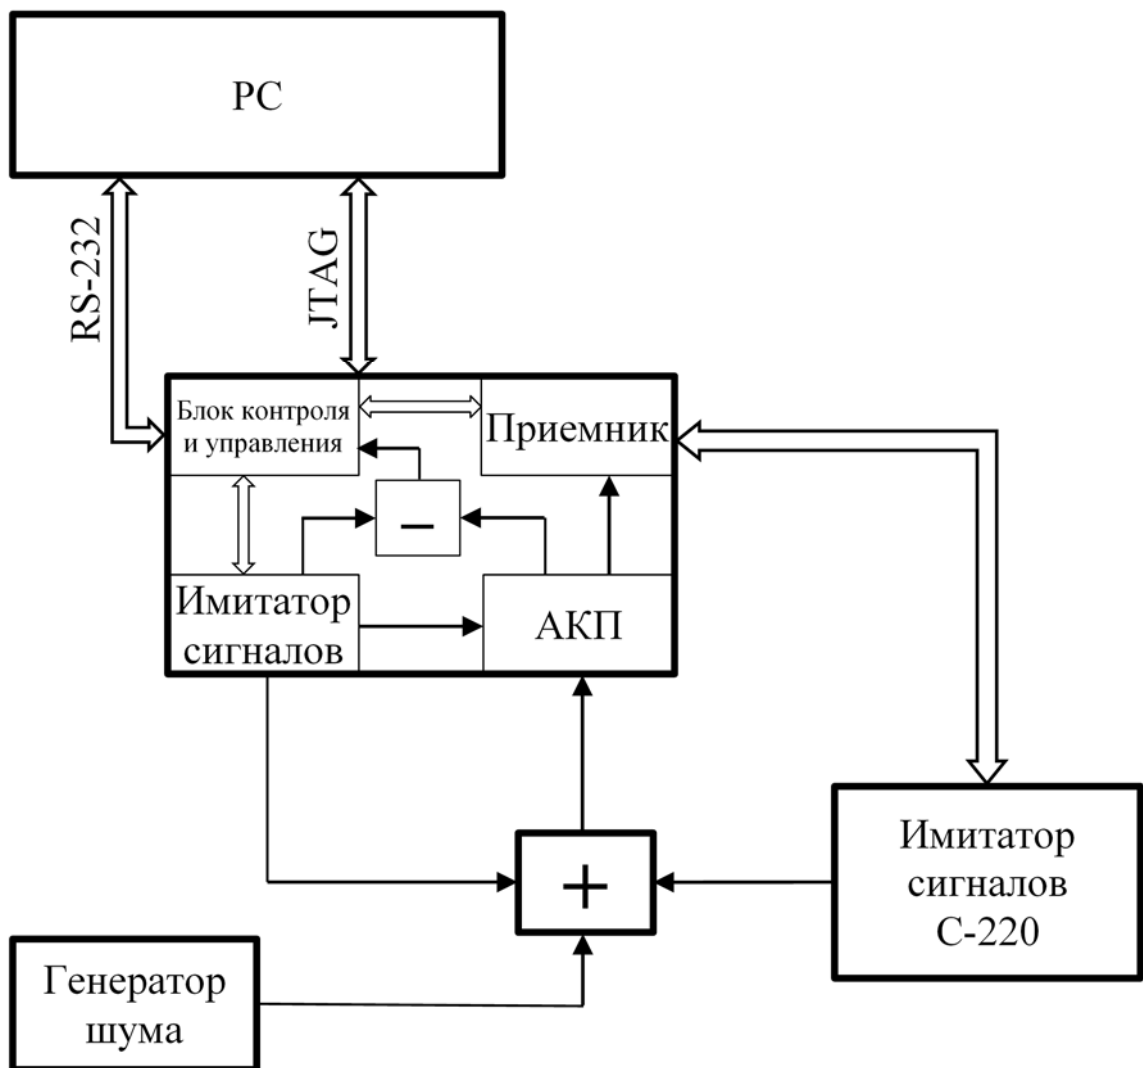 PC
RS-232
JTAG
Блок контроля
и управления
Приемник
−
Имитатор
сигналов
АКП
+
Имитатор
сигналов
С-220
Генератор
шума